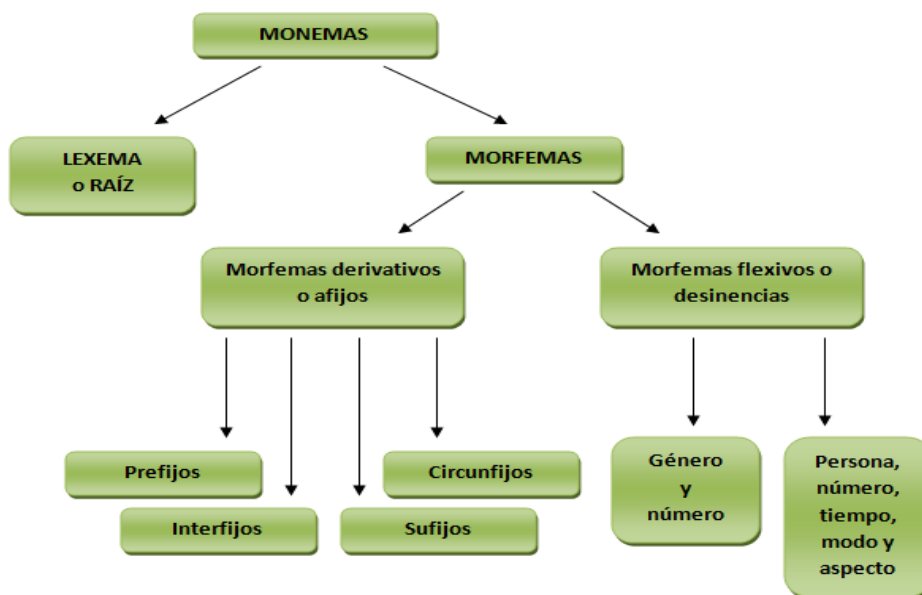 MONEMAS
LEXEMA
o RAÍZ
MORFEMAS
Morfemas derivativos
o afijos
Morfemas flexivos o
desinencias
Prefijos
Interfijos
Sufijos
Circunfijos
Género
y
número
Persona,
número,
tiempo,
modo y
aspecto